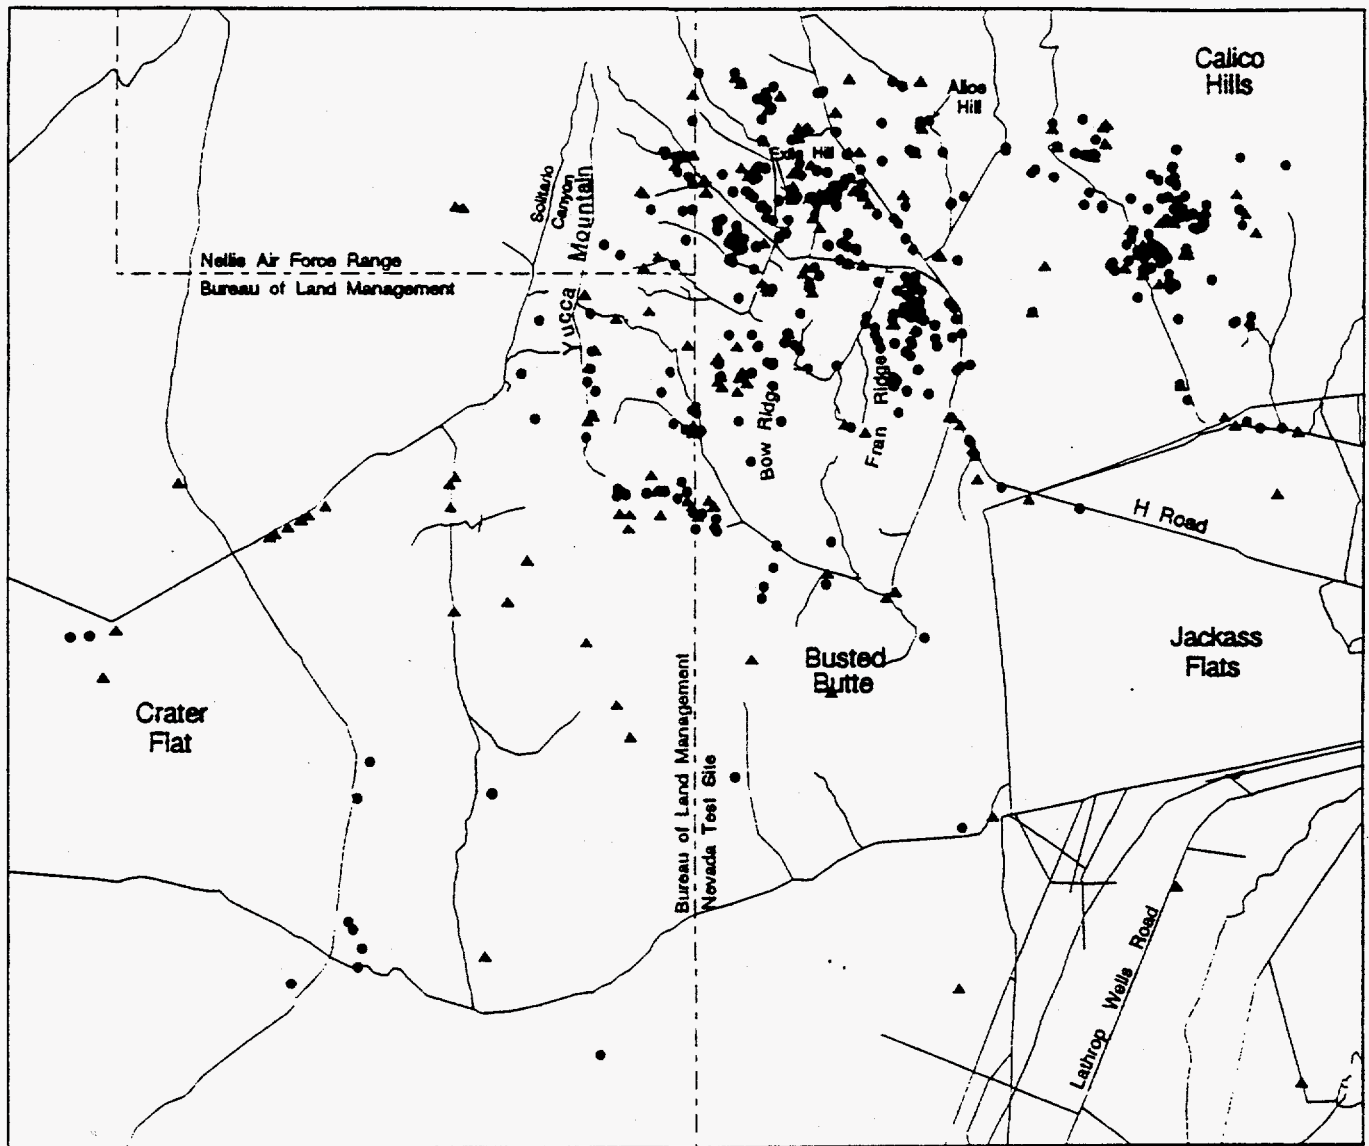 Calico
Hills
Alice
Hill
Exile Hill
Solitario
Canyon
Yucca Mountain
Nellis Air Force Range
Bureau of Land Management
Bow Ridge
Fran Ridge
H Road
Jackass
Flats
Busted
Butte
Crater
Flat
Bureau of Land Management
Nevada Test Site
Lathrop Wells Road